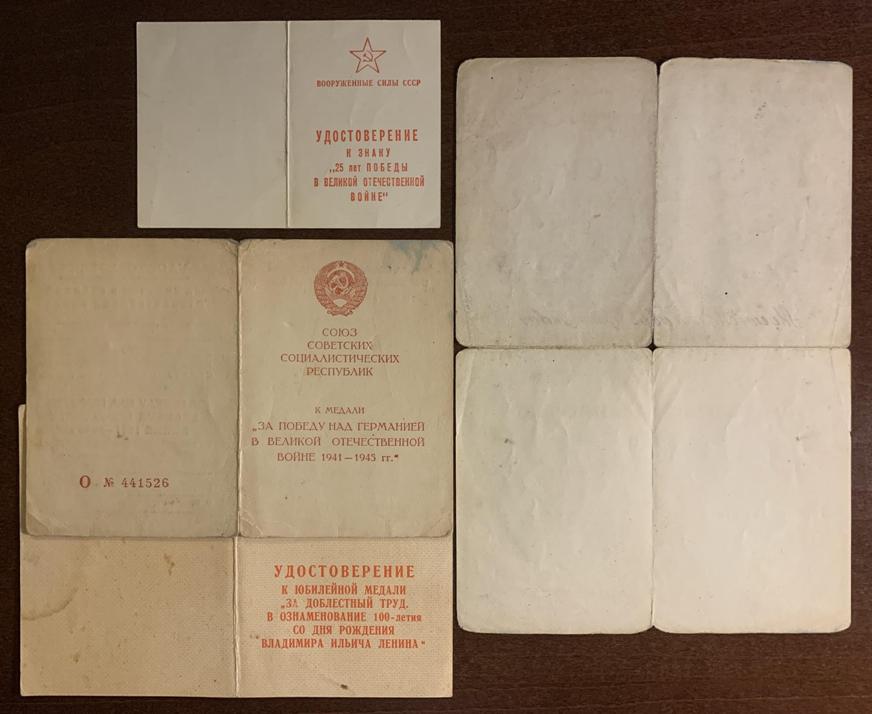 ВООРУЖЕННЫЕ СИЛЫ СССР
УДОСТОВЕРЕНИЕ
К ЗНАКУ
„25 лет ПОБЕДЫ
В ВЕЛИКОЙ ОТЕЧЕСТВЕННОЙ
ВОЙНЕ“
СОЮЗ
СОВЕТСКИХ
СОЦИАЛИСТИЧЕСКИХ
РЕСПУБЛИК
К МЕДАЛИ
„ЗА ПОБЕДУ НАД ГЕРМАНИЕЙ
В ВЕЛИКОЙ ОТЕЧЕСТВЕННОЙ
ВОЙНЕ 1941—1945 гг.“
О № 441526
УДОСТОВЕРЕНИЕ
К ЮБИЛЕЙНОЙ МЕДАЛИ
„ЗА ДОБЛЕСТНЫЙ ТРУД.
В ОЗНАМЕНОВАНИЕ 100-летия
СО ДНЯ РОЖДЕНИЯ
ВЛАДИМИРА ИЛЬИЧА ЛЕНИНА“